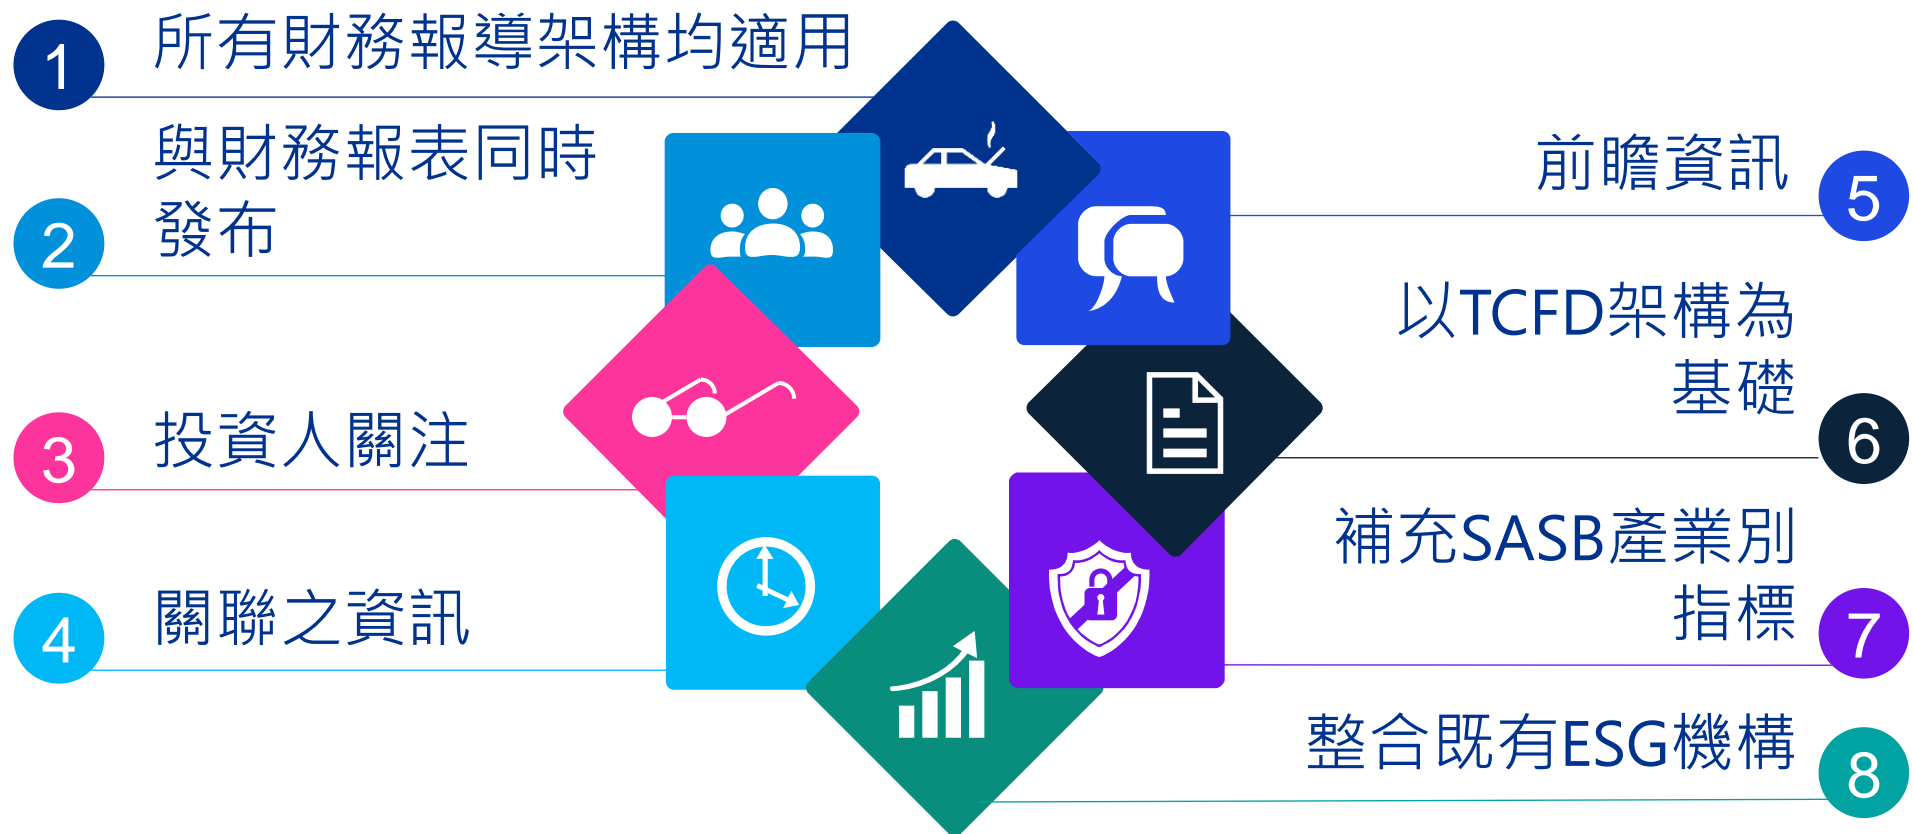 1
所有財務報導架構均適用
2
與財務報表同時
發布
3
投資人關注
4
關聯之資訊
前瞻資訊
5
以TCFD架構為
基礎
6
補充SASB產業別
指標
7
整合既有ESG機構
8